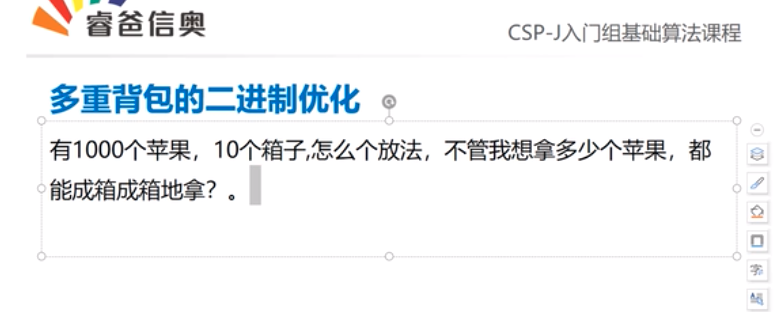 睿爸信奥
CSP-J入门组基础算法课程
多重背包的二进制优化
有1000个苹果，10个箱子,怎么个放法，不管我想拿多少个苹果，都
能成箱成箱地拿？。
字